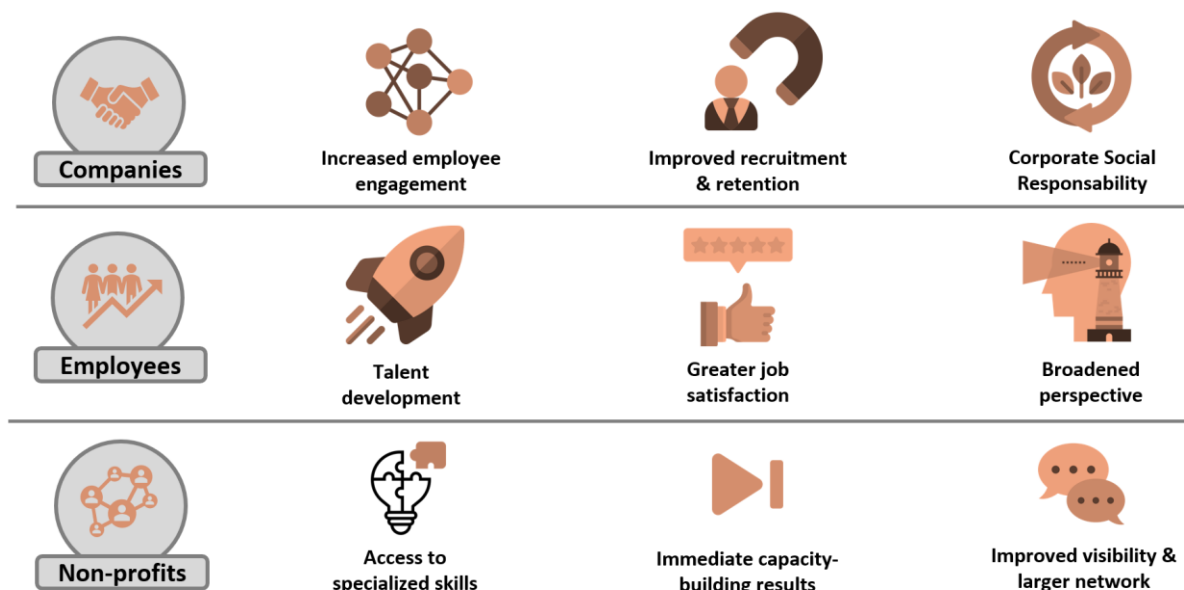 Companies
Increased employee
engagement
Improved recruitment
& retention
Corporate Social
Responsability
Employees
Talent
development
Greater job
satisfaction
Broadened
perspective
Non-profits
Access to
specialized skills
Immediate capacity-
building results
Improved visibility &
larger network